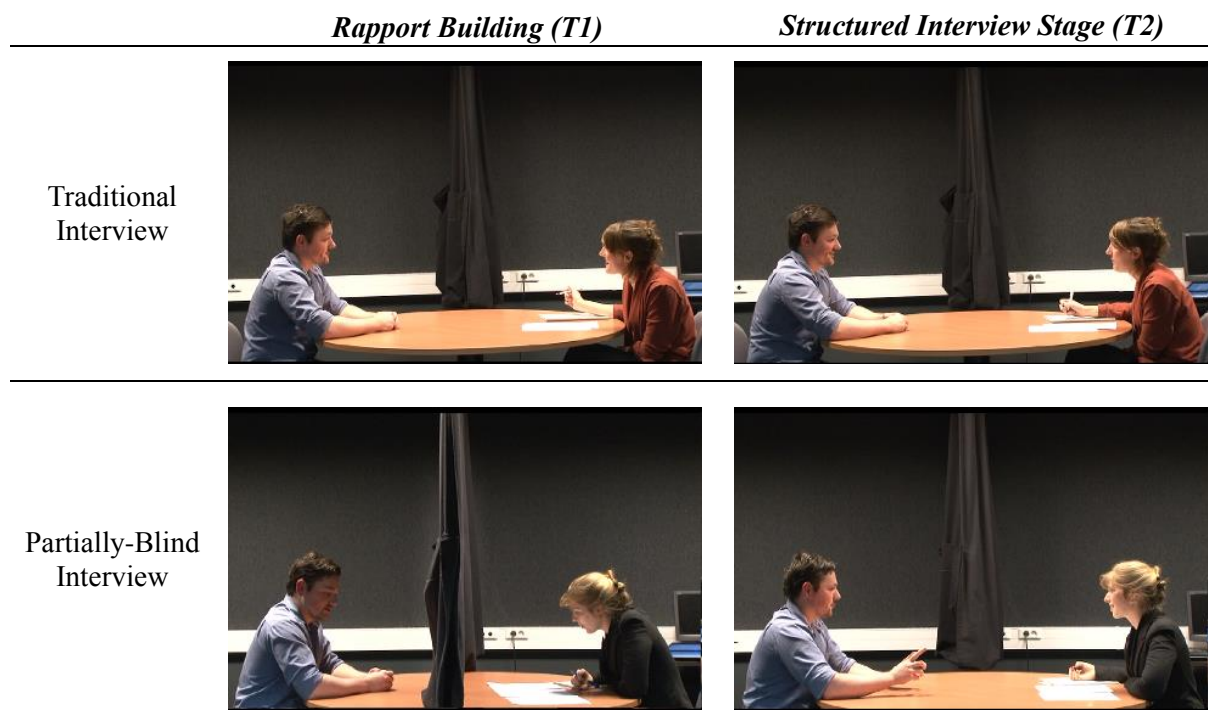 Rapport Building (T1)
Structured Interview Stage (T2)
Traditional
Interview
Partially-Blind
Interview